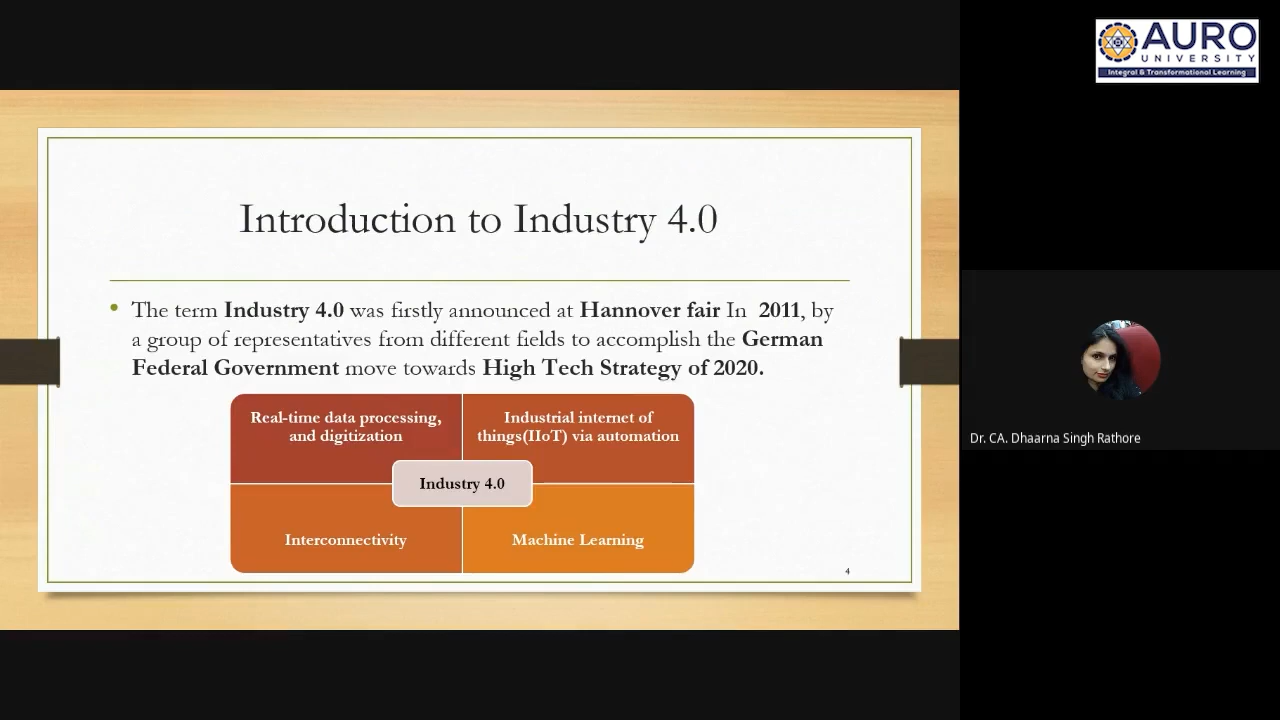 AURO
UNIVERSITY
Integral & Transformational Learning
Introduction to Industry 4.0
• The term Industry 4.0 was firstly announced at Hannover fair In 2011, by
a group of representatives from different fields to accomplish the German
Federal Government move towards High Tech Strategy of 2020.
Real-time data processing,
and digitization
Industrial internet of
things(IIoT) via automation
Industry 4.0
Interconnectivity
Machine Learning
4
Dr. CA. Dhaarna Singh Rathore